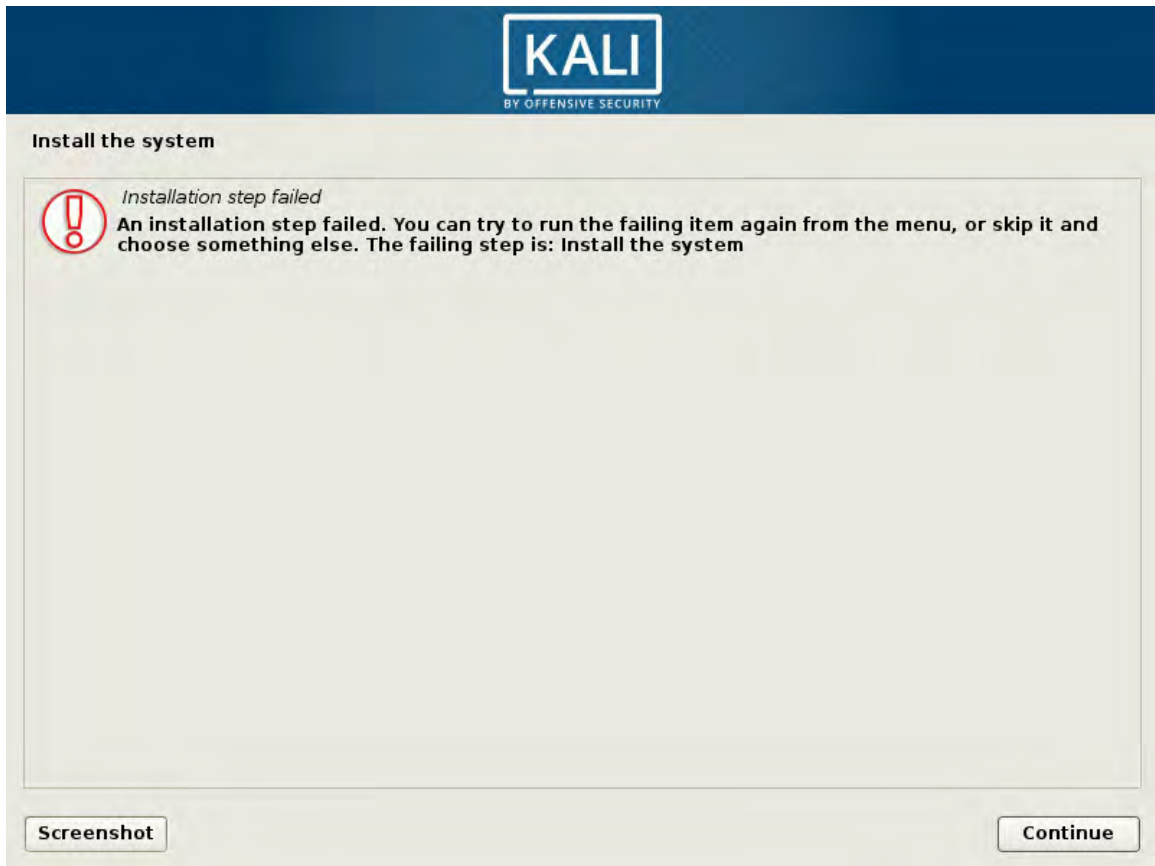 KALI
BY OFFENSIVE SECURITY
Install the system
Installation step failed
An installation step failed. You can try to run the failing item again from the menu, or skip it and
choose something else. The failing step is: Install the system
Screenshot
Continue